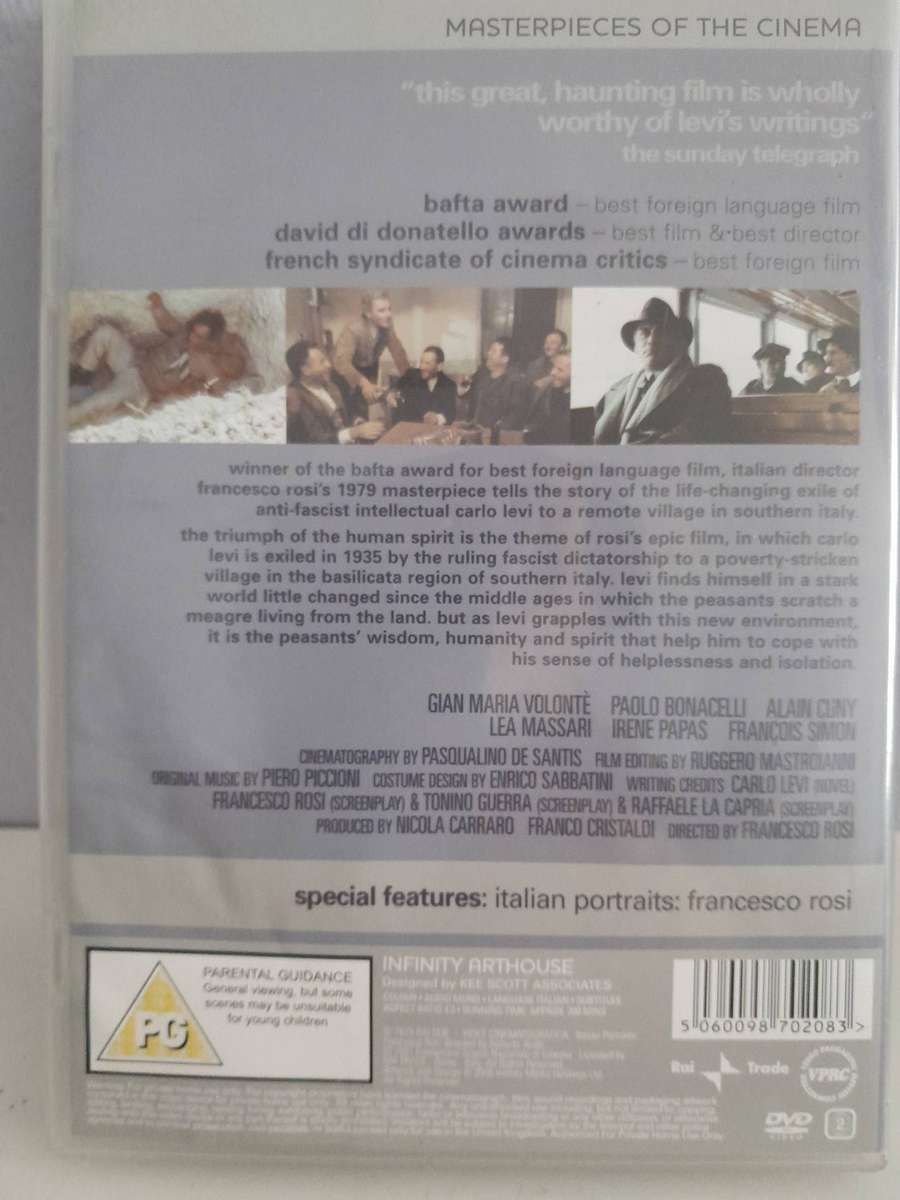 MASTERPIECES OF THE CINEMA
"this great, haunting film is wholly
worthy of levi's writings"
the sunday telegraph
bafta award – best foreign language film
david di donatello awards – best film & best director
french syndicate of cinema critics – best foreign film
winner of the bafta award for best foreign language film, italian director
francesco rosi's 1979 masterpiece tells the story of the life-changing exile of
anti-fascist intellectual carlo levi to a remote village in southern italy.
the triumph of the human spirit is the theme of rosi's epic film, in which carlo
levi is exiled in 1935 by the ruling fascist dictatorship to a poverty-stricken
village in the basilicata region of southern italy. levi finds himself in a stark
world little changed since the middle ages in which the peasants scratch a
meagre living from the land. but as levi grapples with this new environment,
it is the peasants' wisdom, humanity and spirit that help him to cope with
his sense of helplessness and isolation.
GIAN MARIA VOLONTÈ PAOLO BONACELLI ALAIN CUNY
LEA MASSARI IRENE PAPAS FRANÇOIS SIMON
CINEMATOGRAPHY BY PASQUALINO DE SANTIS FILM EDITING BY RUGGERO MASTROIANNI
ORIGINAL MUSIC BY PIERO PICCIONI COSTUME DESIGN BY ENRICO SABBATINI WRITING CREDITS CARLO LEVI (NOVEL)
FRANCESCO ROSI (SCREENPLAY) & TONINO GUERRA (SCREENPLAY) & RAFFAELE LA CAPRIA (SCREENPLAY)
PRODUCED BY NICOLA CARRARO FRANCO CRISTALDI DIRECTED BY FRANCESCO ROSI
special features: italian portraits: francesco rosi
PG
PARENTAL GUIDANCE
General viewing, but some
scenes may be unsuitable
for young children
INFINITY ARTHOUSE
Designed by KEE SCOTT ASSOCIATES
COLOUR • AUDIO MONO • LANGUAGE ITALIAN • SUBTITLES
5 060098 702083 >
Rai Trade
VPRC
DVD
VIDEO
2